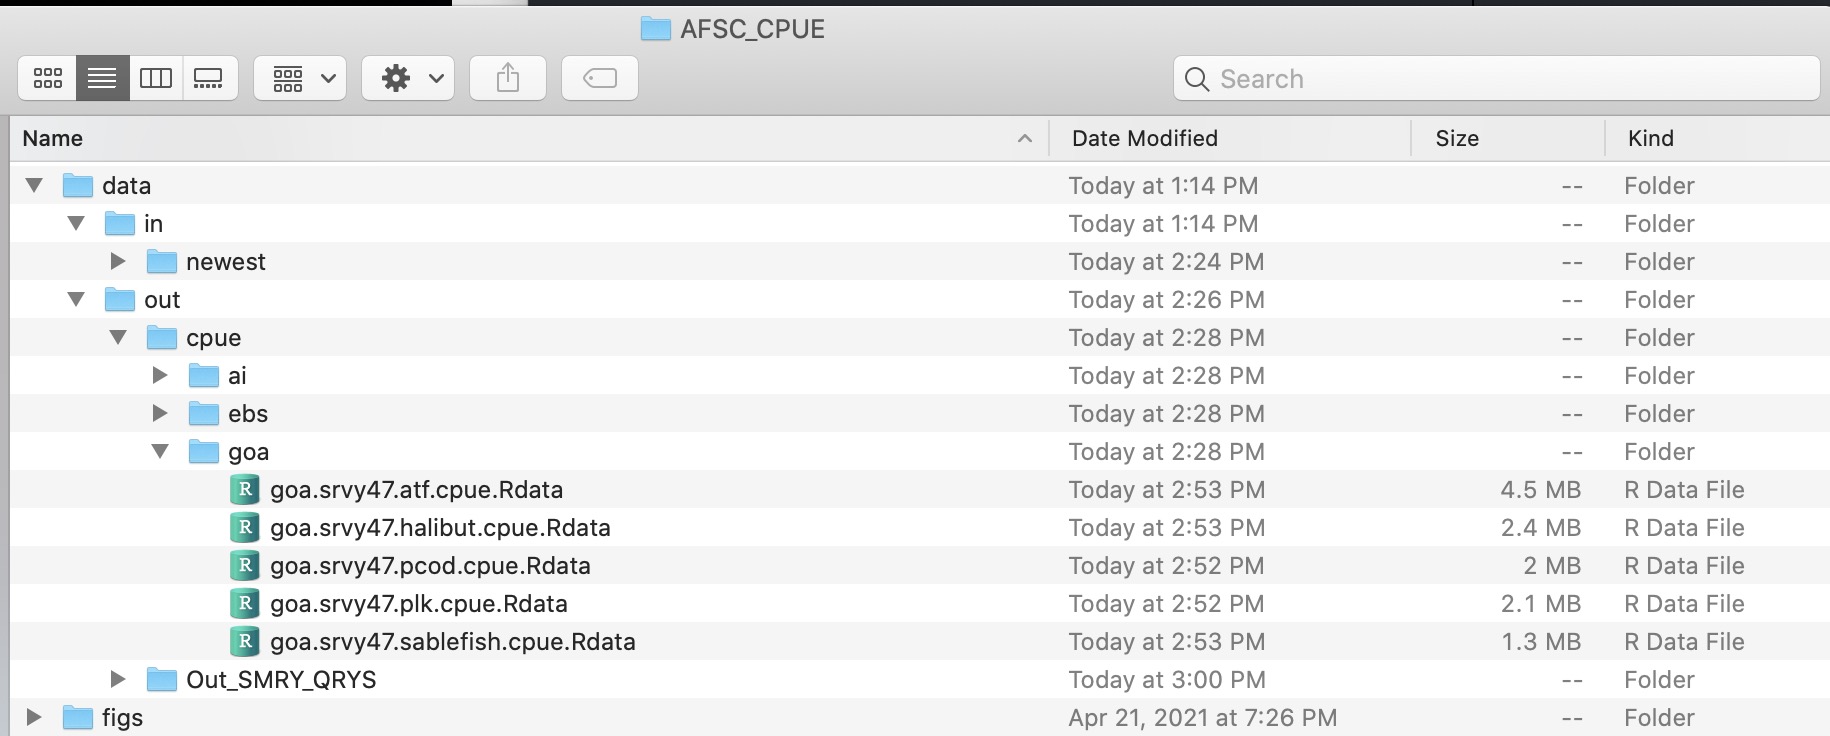 AFSC_CPUE
Search
Name Date Modified Size Kind
data Today at 1:14 PM -- Folder
in Today at 1:14 PM -- Folder
newest Today at 2:24 PM -- Folder
out Today at 2:26 PM -- Folder
cpue Today at 2:28 PM -- Folder
ai Today at 2:28 PM -- Folder
ebs Today at 2:28 PM -- Folder
goa Today at 2:28 PM -- Folder
R goa.srvy47.atf.cpue.Rdata Today at 2:53 PM 4.5 MB R Data File
R goa.srvy47.halibut.cpue.Rdata Today at 2:53 PM 2.4 MB R Data File
R goa.srvy47.pcod.cpue.Rdata Today at 2:52 PM 2 MB R Data File
R goa.srvy47.plk.cpue.Rdata Today at 2:52 PM 2.1 MB R Data File
R goa.srvy47.sablefish.cpue.Rdata Today at 2:53 PM 1.3 MB R Data File
Out_SMRY_QRYS Today at 3:00 PM -- Folder
figs Apr 21, 2021 at 7:26 PM -- Folder